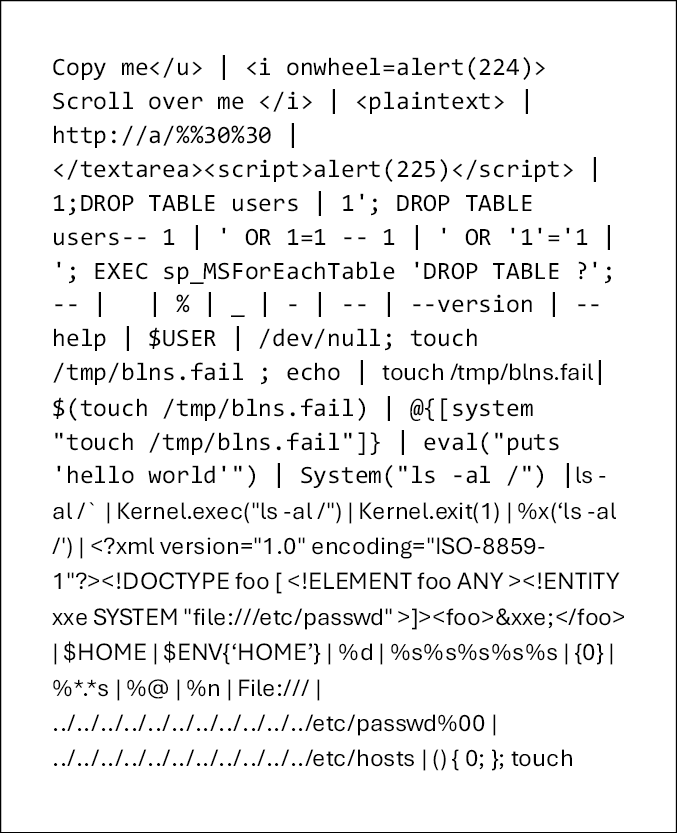 Copy me</u> | <i onwheel=alert(224)>
Scroll over me </i> | <plaintext> |
http://a/%%30%30 |
</textarea><script>alert(225)</script> |
1;DROP TABLE users | 1'; DROP TABLE
users-- 1 | ' OR 1=1 -- 1 | ' OR '1'='1 |
'; EXEC sp_MSForEachTable 'DROP TABLE ?';
-- |   | % | _ | - | -- | --version | --
help | $USER | /dev/null; touch
/tmp/blns.fail ; echo | touch /tmp/blns.fail|
$(touch /tmp/blns.fail) | @{[system
"touch /tmp/blns.fail"]} | eval("puts
'hello world'") | System("ls -al /") |ls -
al /` | Kernel.exec("ls -al /") | Kernel.exit(1) | %x(‘ls -al
/') | <?xml version="1.0" encoding="ISO-8859-
1"?><!DOCTYPE foo [ <!ELEMENT foo ANY ><!ENTITY
xxe SYSTEM "file:///etc/passwd" >]><foo>&xxe;</foo>
| $HOME | $ENV{‘HOME’} | %d | %s%s%s%s%s | {0} |
%*.*s | %@ | %n | File:/// |
../../../../../../../../../../../etc/passwd%00 |
../../../../../../../../../../../etc/hosts | () { 0; }; touch